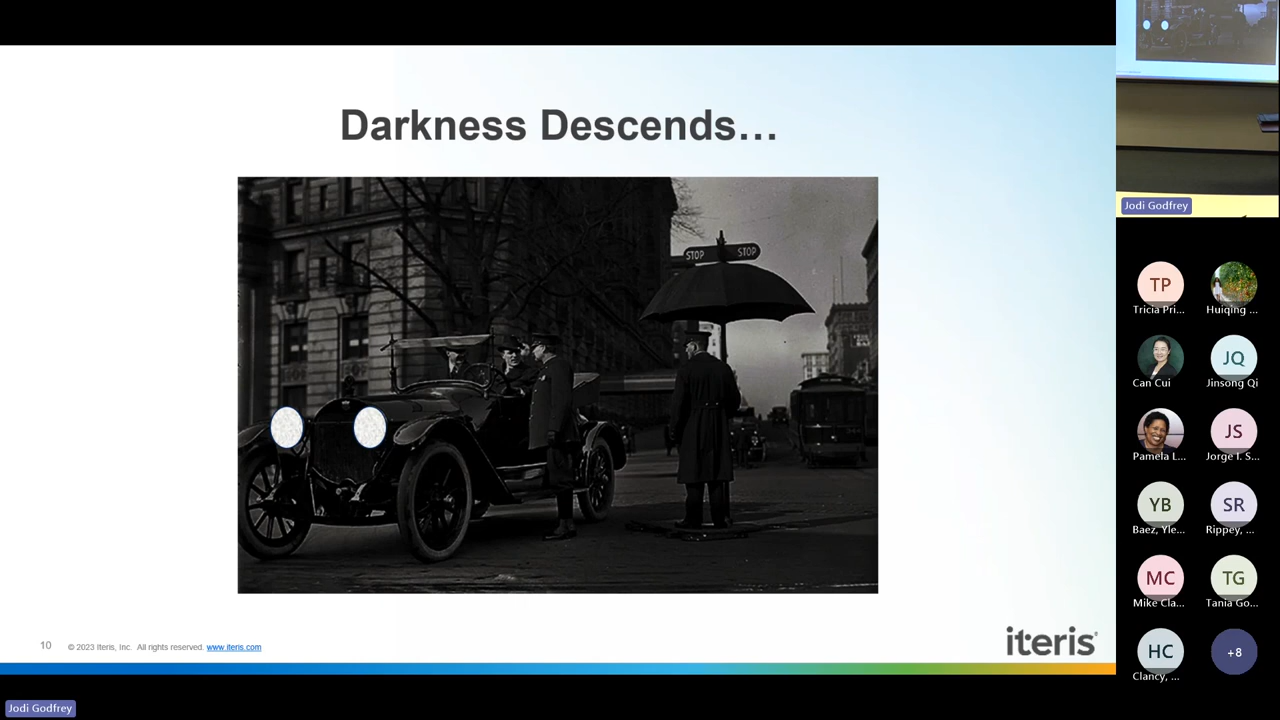 Darkness Descends...
STOP STOP
10 © 2023 Iteris, Inc. All rights reserved. www.iteris.com
iteris
Jodi Godfrey
Jodi Godfrey
TP
Tricia Pri...
Huiqing ...
Can Cui
JQ
Jinsong Qi
Pamela L...
JS
Jorge I. S...
YB
Baez, Yle...
SR
Rippey, ...
MC
Mike Cla...
TG
Tania Go...
HC
Clancy, ...
+8